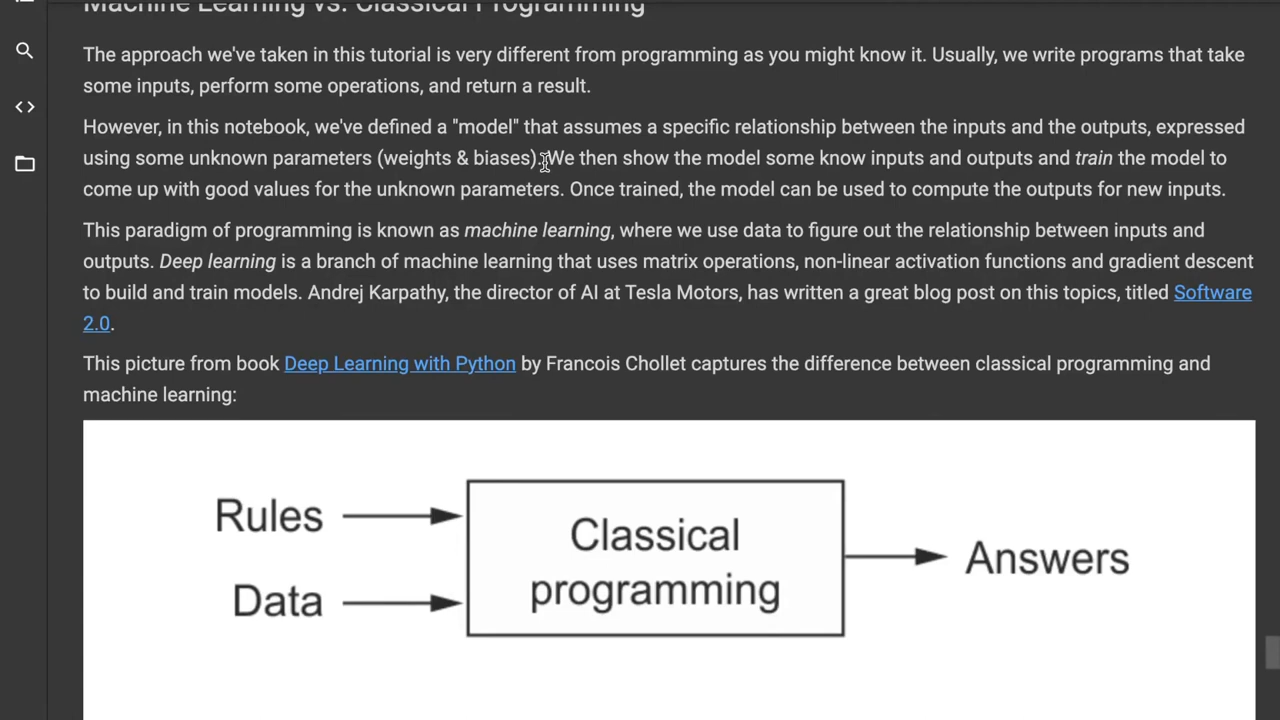 Machine Learning vs. Classical Programming
The approach we've taken in this tutorial is very different from programming as you might know it. Usually, we write programs that take
some inputs, perform some operations, and return a result.
However, in this notebook, we've defined a "model" that assumes a specific relationship between the inputs and the outputs, expressed
using some unknown parameters (weights & biases). We then show the model some know inputs and outputs and train the model to
come up with good values for the unknown parameters. Once trained, the model can be used to compute the outputs for new inputs.
This paradigm of programming is known as machine learning, where we use data to figure out the relationship between inputs and
outputs. Deep learning is a branch of machine learning that uses matrix operations, non-linear activation functions and gradient descent
to build and train models. Andrej Karpathy, the director of AI at Tesla Motors, has written a great blog post on this topics, titled Software
2.0.
This picture from book Deep Learning with Python by Francois Chollet captures the difference between classical programming and
machine learning:
Rules
Data
Classical
programming
Answers